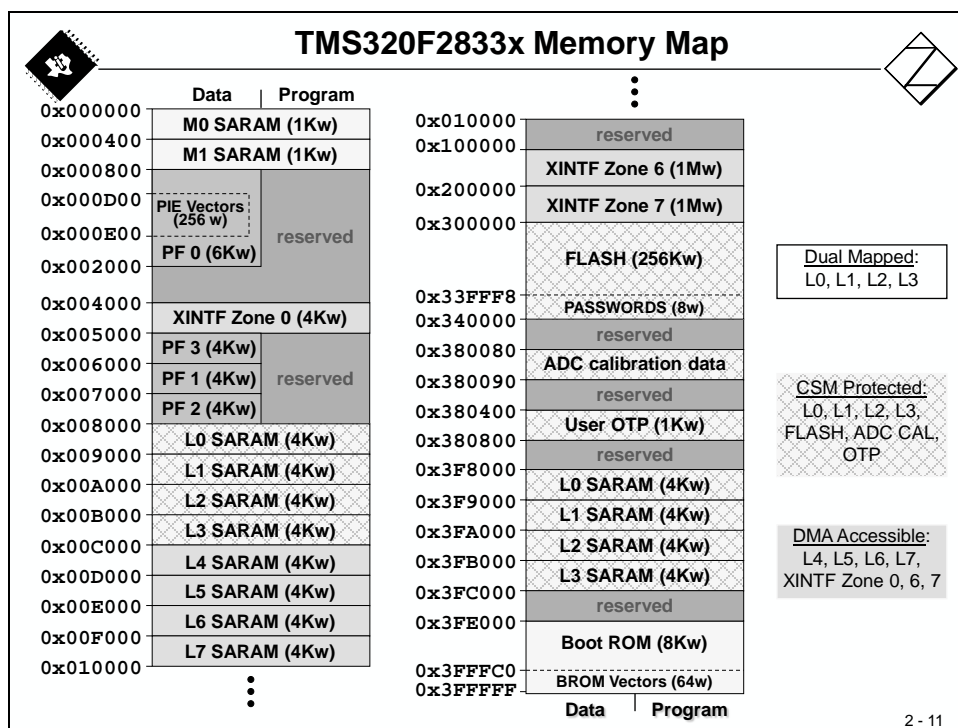 TMS320F2833x Memory Map
Data Program
0x000000
M0 SARAM (1Kw)
0x000400
M1 SARAM (1Kw)
0x000800
0x000D00
PIE Vectors
(256 w)
0x000E00
reserved
PF 0 (6Kw)
0x002000
0x004000
XINTF Zone 0 (4Kw)
0x005000
PF 3 (4Kw)
0x006000
PF 1 (4Kw)
reserved
0x007000
PF 2 (4Kw)
0x008000
L0 SARAM (4Kw)
0x009000
L1 SARAM (4Kw)
0x00A000
L2 SARAM (4Kw)
0x00B000
L3 SARAM (4Kw)
0x00C000
L4 SARAM (4Kw)
0x00D000
L5 SARAM (4Kw)
0x00E000
L6 SARAM (4Kw)
0x00F000
L7 SARAM (4Kw)
0x010000
0x010000
reserved
0x100000
XINTF Zone 6 (1Mw)
0x200000
XINTF Zone 7 (1Mw)
0x300000
FLASH (256Kw)
0x33FFF8
PASSWORDS (8w)
0x340000
reserved
0x380080
ADC calibration data
0x380090
reserved
0x380400
User OTP (1Kw)
0x380800
reserved
0x3F8000
L0 SARAM (4Kw)
0x3F9000
L1 SARAM (4Kw)
0x3FA000
L2 SARAM (4Kw)
0x3FB000
L3 SARAM (4Kw)
0x3FC000
reserved
0x3FE000
Boot ROM (8Kw)
0x3FFFC0
BROM Vectors (64w)
0x3FFFFF
Data Program
Dual Mapped:
L0, L1, L2, L3
CSM Protected:
L0, L1, L2, L3,
FLASH, ADC CAL,
OTP
DMA Accessible:
L4, L5, L6, L7,
XINTF Zone 0, 6, 7
2 - 11